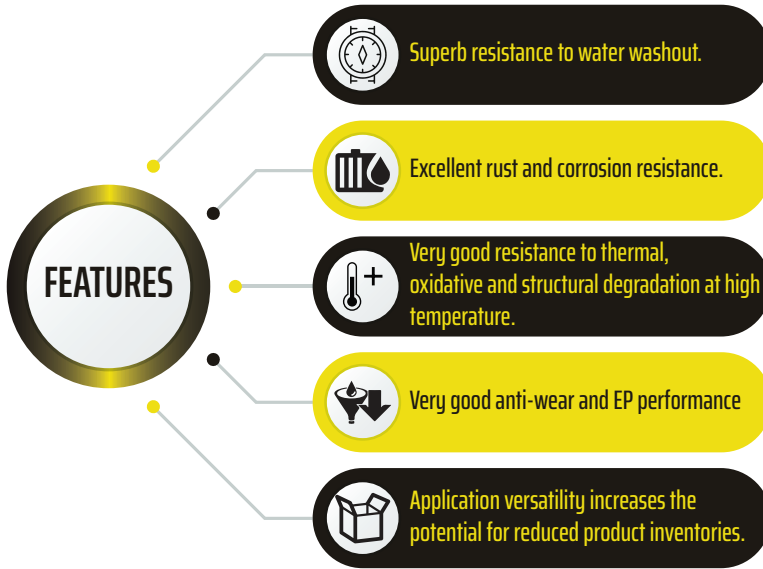 FEATURES
Superb resistance to water washout.
Excellent rust and corrosion resistance.
Very good resistance to thermal,
oxidative and structural degradation at high
temperature.
Very good anti-wear and EP performance
Application versatility increases the
potential for reduced product inventories.